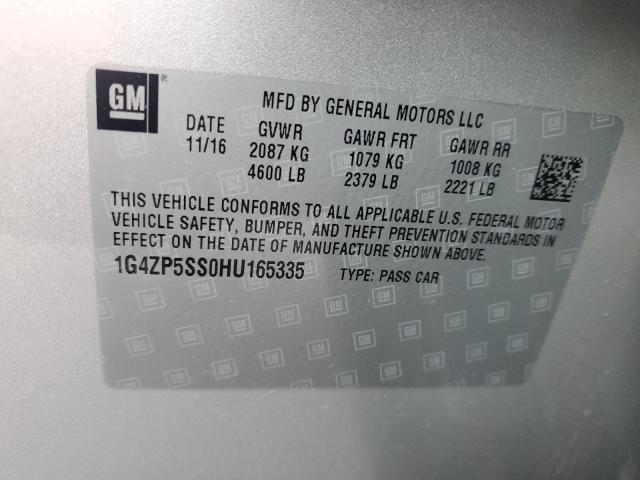 GM ®
MFD BY GENERAL MOTORS LLC
DATE GVWR GAWR FRT GAWR RR
11/16 2087 KG 1079 KG 1008 KG
4600 LB 2379 LB 2221 LB
THIS VEHICLE CONFORMS TO ALL APPLICABLE U.S. FEDERAL MOTOR
VEHICLE SAFETY, BUMPER, AND THEFT PREVENTION STANDARDS IN
EFFECT ON THE DATE OF MANUFACTURE SHOWN ABOVE.
1G4ZP5SS0HU165335 TYPE: PASS CAR